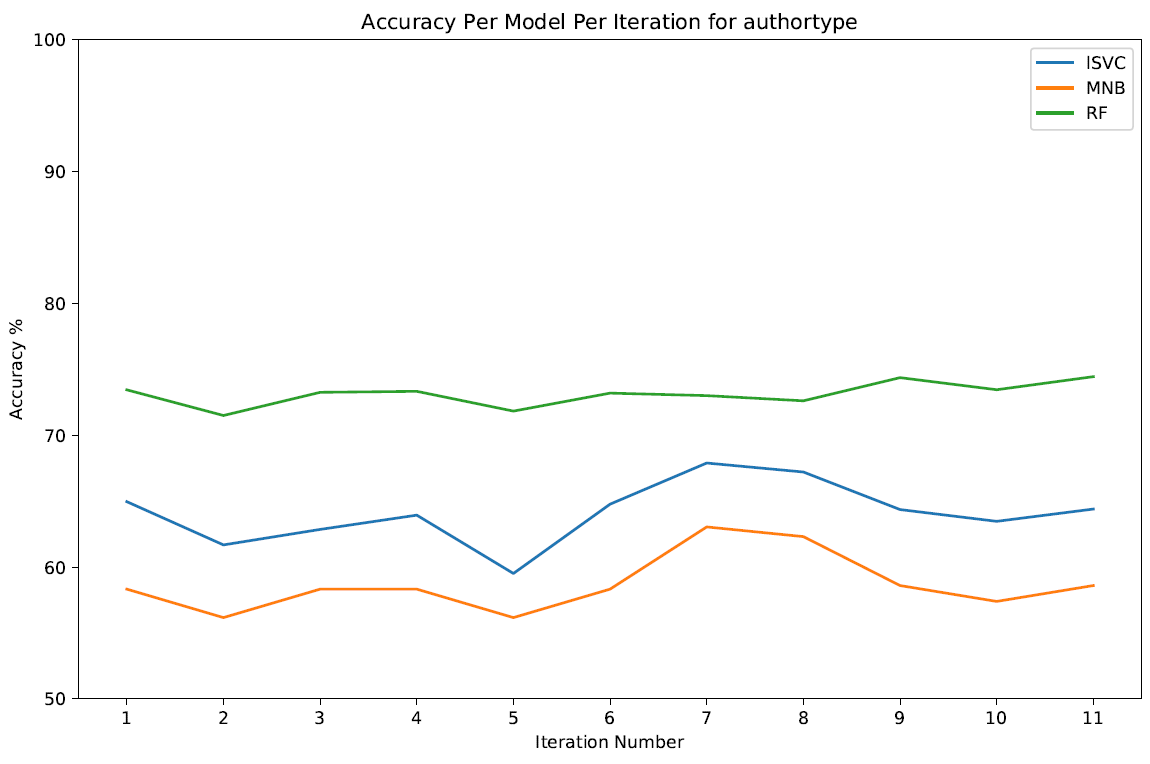 Accuracy Per Model Per Iteration for authortype
100
90
80
70
60
50
Accuracy %
lSVC
MNB
RF
1 2 3 4 5 6 7 8 9 10 11
Iteration Number